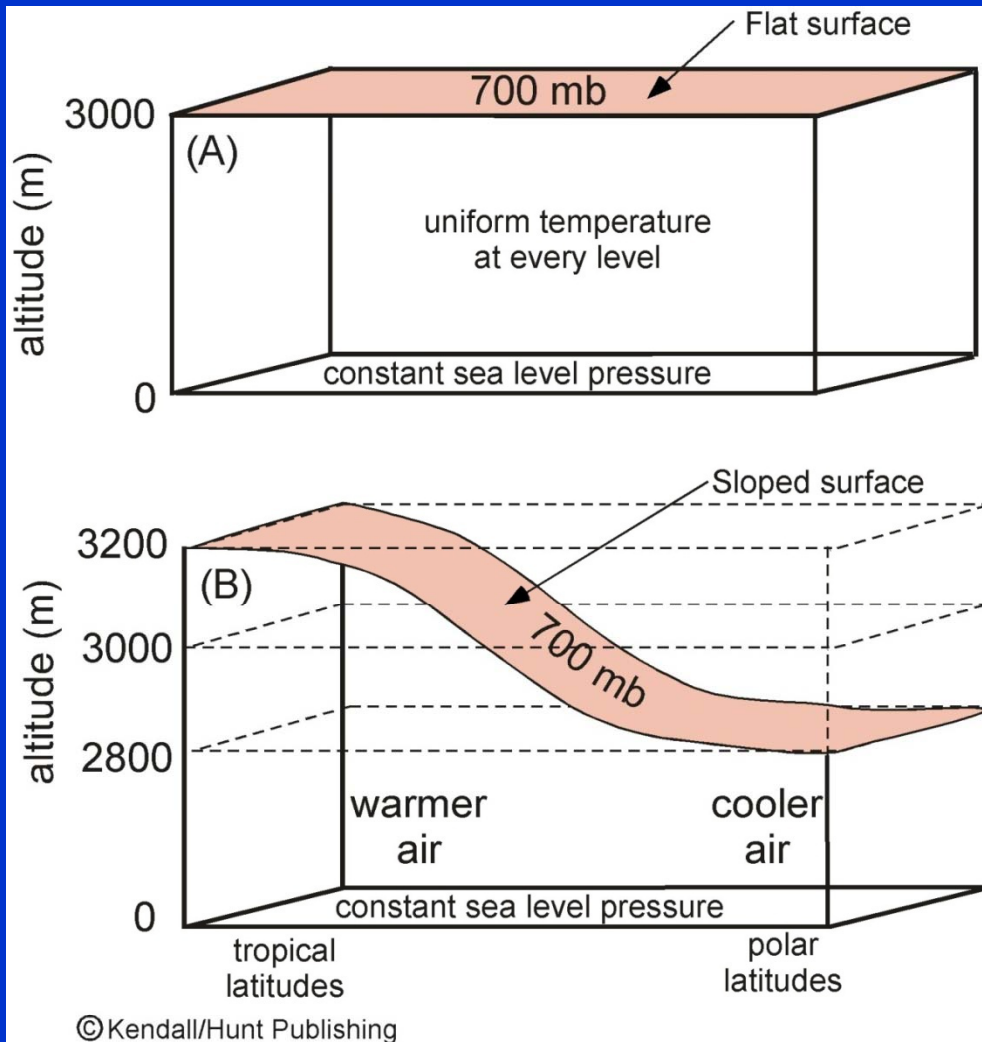 Flat surface
700 mb
3000
(A)
altitude (m)
uniform temperature
at every level
constant sea level pressure
0
Sloped surface
3200
(B)
700 mb
altitude (m)
3000
2800
warmer
air
cooler
air
0
constant sea level pressure
tropical
latitudes
polar
latitudes
©Kendall/Hunt Publishing